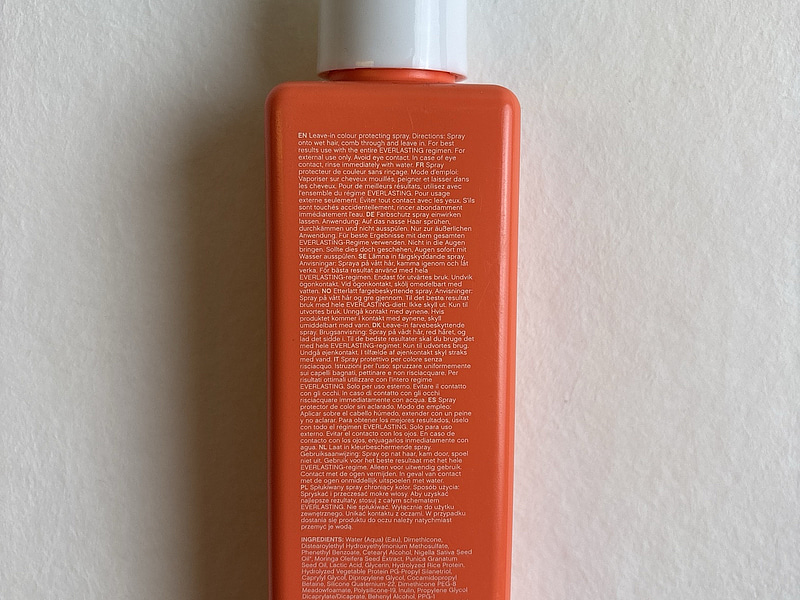 EN Leave-in colour protecting spray. Directions: Spray
onto wet hair, comb through and leave in. For best
results use with the entire EVERLASTING regimen. For
external use only. Avoid eye contact. In case of eye
contact, rinse immediately with water. FR Spray
protecteur de couleur sans rinçage. Mode d'emploi:
Vaporiser sur cheveux mouillés, peigner et laisser dans
les cheveux. Pour de meilleurs résultats, utilisez avec
l'ensemble du régime EVERLASTING. Pour usage
externe seulement. Éviter tout contact avec les yeux. S'ils
sont touchés accidentellement, rincer abondamment
immédiatement l'eau. DE Farbschutz spray einwirken
lassen. Anwendung: Auf das nasse Haar sprühen,
durchkämmen und nicht ausspülen. Nur zur äußerlichen
Anwendung. Für beste Ergebnisse mit dem gesamten
EVERLASTING-Regime verwenden. Nicht in die Augen
bringen. Sollte dies doch geschehen, Augen sofort mit
Wasser ausspülen. SE Lämna in färgskyddande spray.
Anvisningar: Spraya på vått hår, kamma igenom och låt
verka. För bästa resultat använd med hela
EVERLASTING-regimen. Endast för utvärtes bruk. Undvik
ögonkontakt. Vid ögonkontakt, skölj omedelbart med
vatten. NO Etterlatt fargebeskyttende spray. Anvisninger:
Spray på vått hår og gre gjennom. Til det beste resultat
bruk med hele EVERLASTING-diett. Ikke skyll ut. Kun til
utvortes bruk. Unngå kontakt med øynene. Hvis
produktet kommer i kontakt med øynene, skyll
umiddelbart med vann. DK Leave-in farvebeskyttende
spray. Brugsanvisning: Spray på vådt hår, red håret, og
lad det sidde i. Til de bedste resultater skal du bruge det
med hele EVERLASTING-regimet. Kun til udvortes brug.
Undgå øjenkontakt. I tilfælde af øjenkontakt skyl straks
med vand. IT Spray protettivo per colore senza
risciacquo. Istruzioni per l'uso: spruzzare uniformemente
sui capelli bagnati, pettinare e non risciacquare. Per
risultati ottimali utilizzare con l'intero regime
EVERLASTING. Solo per uso esterno. Evitare il contatto
con gli occhi. In caso di contatto con gli occhi
risciacquare immediatamente con acqua. ES Spray
protector de color sin aclarado. Modo de empleo:
Aplicar sobre el cabello húmedo, extender con un peine
y no aclarar. Para obtener los mejores resultados, úselo
con todo el régimen EVERLASTING. Solo para uso
externo. Evitar el contacto con los ojos. En caso de
contacto con los ojos, enjuagarlos inmediatamente con
agua. NL Laat in kleurbeschermende spray.
Gebruiksaanwijzing: Spray op nat haar, kam door, spoel
niet uit. Gebruik voor het beste resultaat met het hele
EVERLASTING-regime. Alleen voor uitwendig gebruik.
Contact met de ogen vermijden. In geval van contact
met de ogen onmiddellijk uitspoelen met water.
PL Spłukiwany spray chroniący kolor. Sposób użycia:
Spryskać i przeczesać mokre włosy. Aby uzyskać
najlepsze rezultaty, stosuj z całym schematem
EVERLASTING. Nie spłukiwać. Wyłącznie do użytku
zewnętrznego. Unikać kontaktu z oczami. W przypadku
dostania się produktu do oczu należy natychmiast
przemyć je wodą.
INGREDIENTS: Water (Aqua) (Eau), Dimethicone,
Distearoylethyl Hydroxyethylmonium Methosulfate,
Phenethyl Benzoate, Cetearyl Alcohol, Nigella Sativa Seed
Oil*, Moringa Oleifera Seed Extract, Punica Granatum
Seed Oil, Lactic Acid, Glycerin, Hydrolyzed Rice Protein,
Hydrolyzed Vegetable Protein PG-Propyl Silanetriol,
Caprylyl Glycol, Dipropylene Glycol, Cocamidopropyl
Betaine, Silicone Quaternium-22, Dimethicone PEG-8
Meadowfoamate, Polysilicone-19, Inulin, Propylene Glycol
Dicaprylate/Dicaprate, Behenyl Alcohol, PPG-1